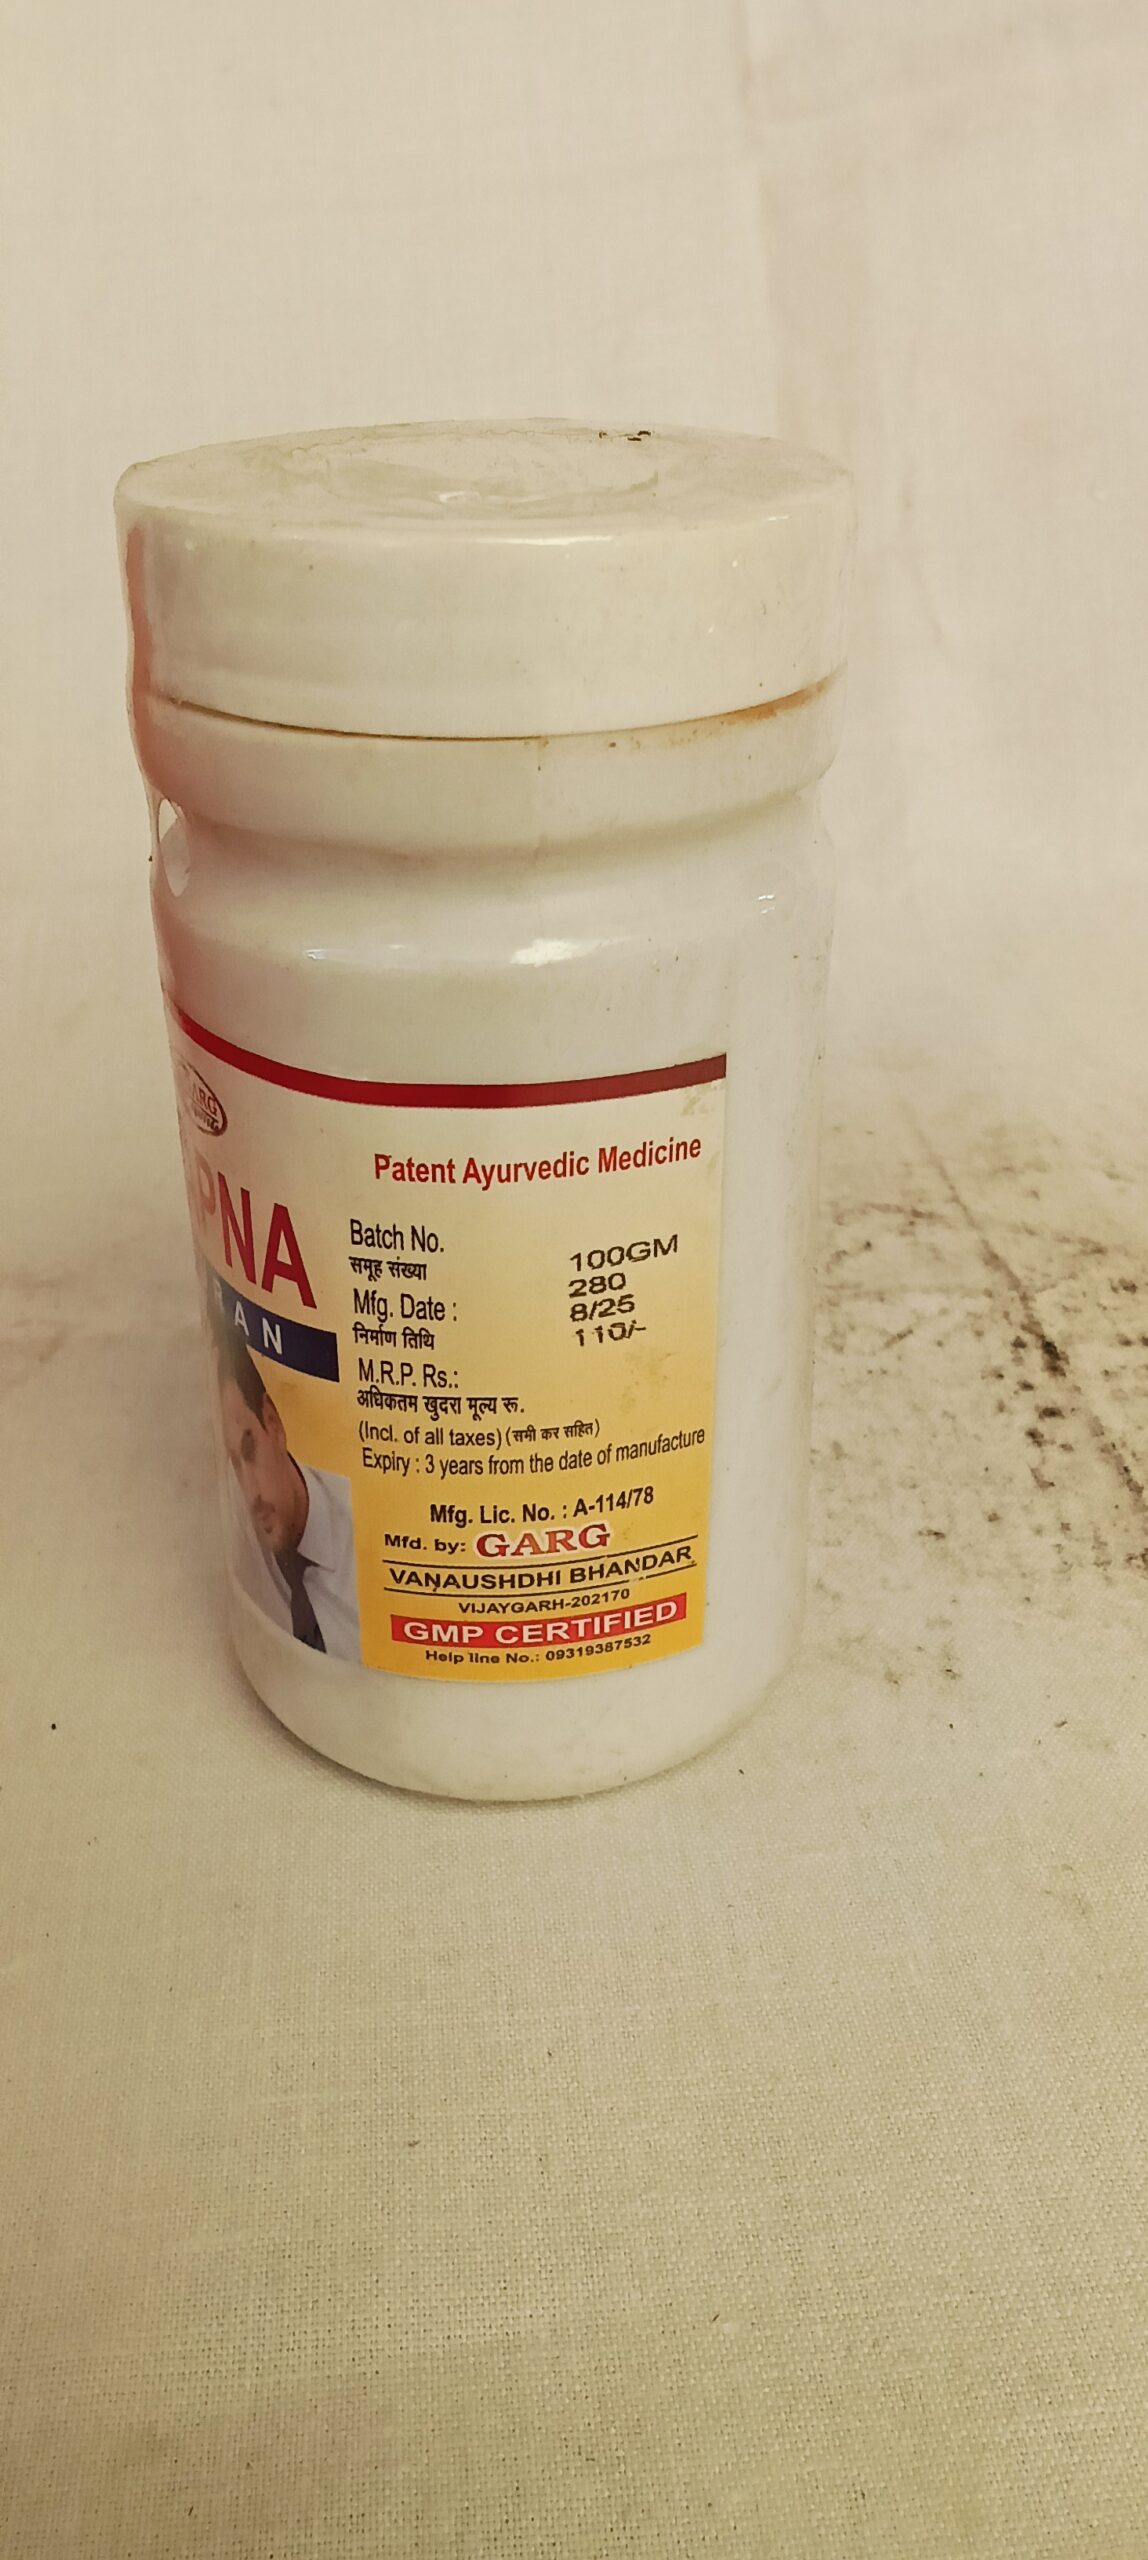 GARG
PNA
RAN
Patent Ayurvedic Medicine
Batch No.
समूह संख्या
Mfg. Date :
निर्माण तिथि
M.R.P. Rs.:
अधिकतम खुदरा मूल्य रू.
100GM
280
8/25
110/-
(Incl. of all taxes) (सभी कर सहित)
Expiry : 3 years from the date of manufacture
Mfg. Lic. No. : A-114/78
Mfd. by: GARG
VANAUSHDHI BHANDAR
VIJAYGARH-202170
GMP CERTIFIED
Help line No.: 09319387532